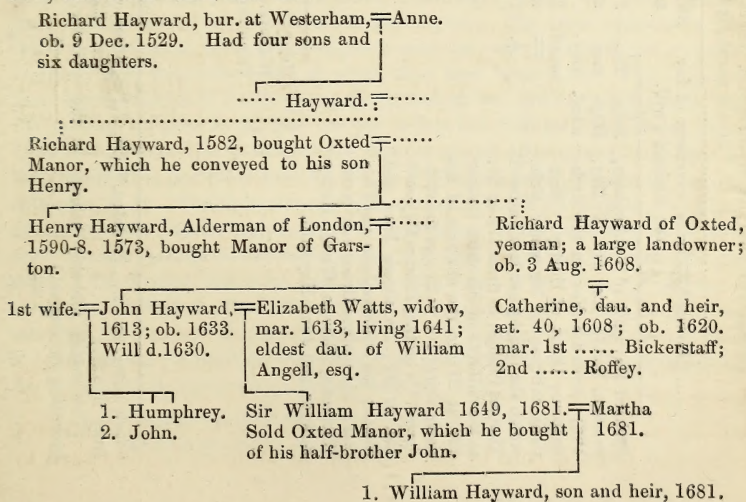 Richard Hayward, bur. at Westerham,
Anne.
ob. 9 Dec. 1529. Had four sons and
six daughters.
...... Hayward. ......
Richard Hayward, 1582, bought Oxted ......
Manor, which he conveyed to his son
Henry.
Henry Hayward, Alderman of London, ......
1590-8. 1573, bought Manor of Gars-
ton.
Richard Hayward of Oxted,
yeoman; a large landowner;
ob. 3 Aug. 1608.
1st wife.
John Hayward,
1613; ob. 1633.
Will d. 1630.
Elizabeth Watts, widow,
mar. 1613, living 1641;
eldest dau. of William
Angell, esq.
Catherine, dau. and heir,
æt. 40, 1608; ob. 1620.
mar. 1st ...... Bickerstaff;
2nd ...... Roffey.
1. Humphrey.
2. John.
Sir William Hayward 1649, 1681.
Sold Oxted Manor, which he bought
of his half-brother John.
Martha
1681.
1. William Hayward, son and heir, 1681.